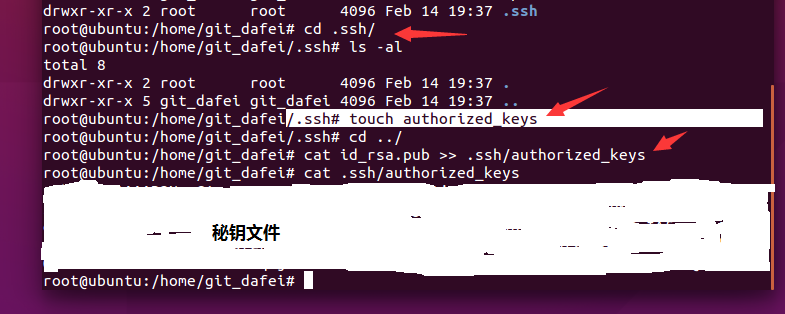 drwxr-xr-x 2 root     root     4096 Feb 14 19:37 .ssh
root@ubuntu:/home/git_dafei# cd .ssh/
root@ubuntu:/home/git_dafei/.ssh# ls -al
total 8
drwxr-xr-x 2 root      root      4096 Feb 14 19:37 .
drwxr-xr-x 5 git_dafei git_dafei 4096 Feb 14 19:37 ..
root@ubuntu:/home/git_dafei/.ssh# touch authorized_keys
root@ubuntu:/home/git_dafei/.ssh# cd ../
root@ubuntu:/home/git_dafei# cat id_rsa.pub >> .ssh/authorized_keys
root@ubuntu:/home/git_dafei# cat .ssh/authorized_keys
秘钥文件
root@ubuntu:/home/git_dafei#